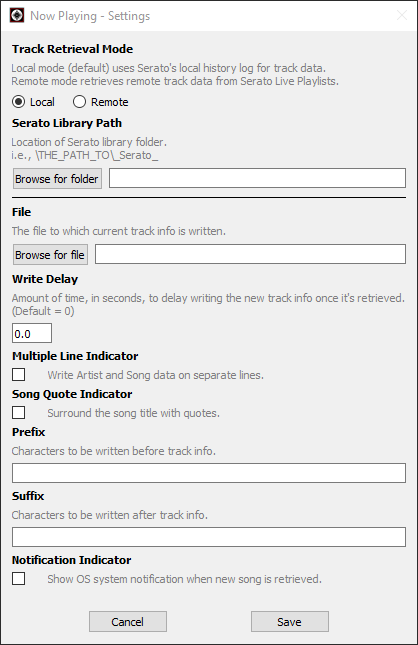 Now Playing - Settings
Track Retrieval Mode
Local mode (default) uses Serato's local history log for track data.
Remote mode retrieves remote track data from Serato Live Playlists.
Local Remote
Serato Library Path
Location of Serato library folder.
i.e., \THE_PATH_TO\_Serato_
Browse for folder
File
The file to which current track info is written.
Browse for file
Write Delay
Amount of time, in seconds, to delay writing the new track info once it's retrieved.
(Default = 0)
0.0
Multiple Line Indicator
Write Artist and Song data on separate lines.
Song Quote Indicator
Surround the song title with quotes.
Prefix
Characters to be written before track info.
Suffix
Characters to be written after track info.
Notification Indicator
Show OS system notification when new song is retrieved.
Cancel Save